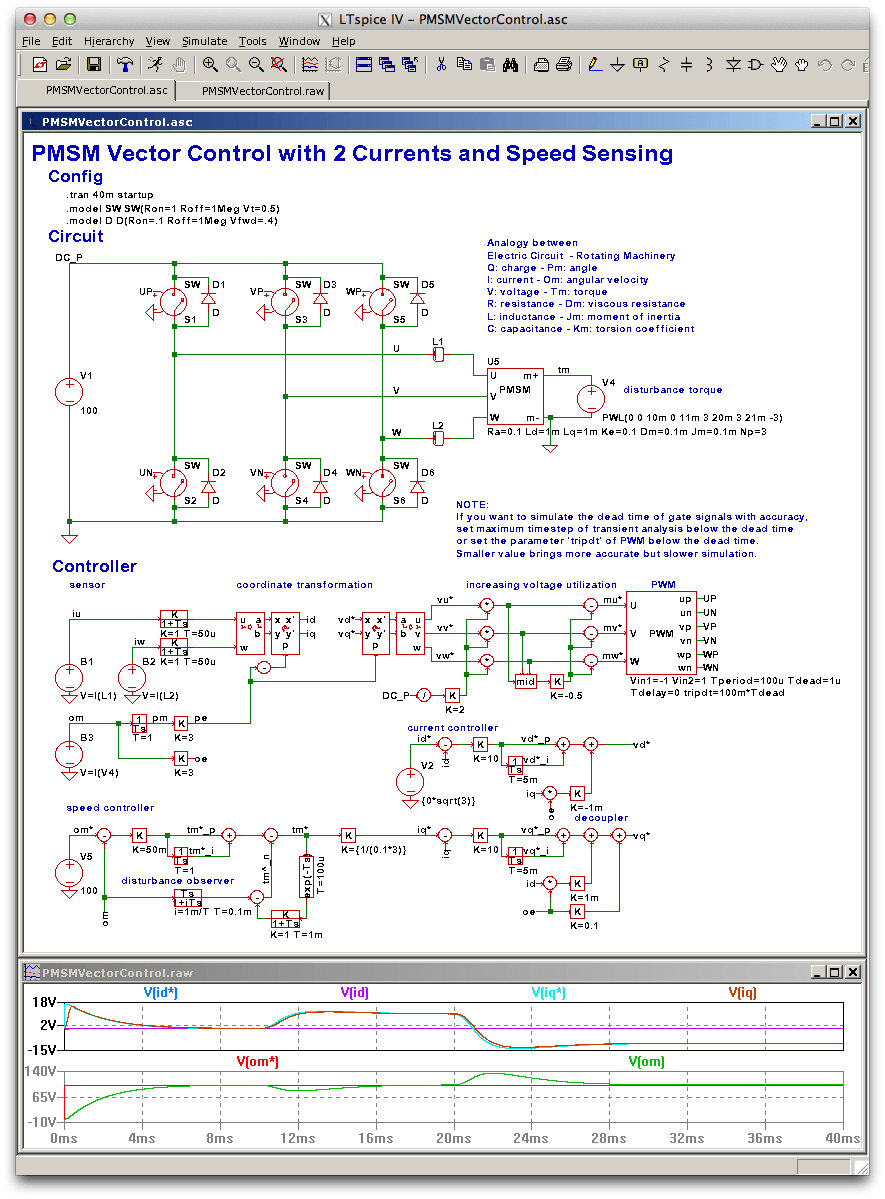 LTspice IV – PMSMVectorControl.asc
File Edit Hierarchy View Simulate Tools Window Help
PMSMVectorControl.asc PMSMVectorControl.raw
PMSMVectorControl.asc
PMSM Vector Control with 2 Currents and Speed Sensing
Config
.tran 40m startup
.model SW SW(Ron=1 Roff=1Meg Vt=0.5)
.model D D(Ron=.1 Roff=1Meg Vfwd=.4)
Circuit
DC_P
Analogy between
Electric Circuit - Rotating Machinery
Q: charge - Pm: angle
I: current - Om: angular velocity
V: voltage - Tm: torque
R: resistance - Dm: viscous resistance
L: inductance - Jm: moment of inertia
C: capacitance - Km: torsion coefficient
UP SW D1 VP SW D3 WP SW D5
D D D
S1 S3 S5
U L1
U5
U m+ tm
V1 V PMSM V4 disturbance torque
100 V
W m- PWL(0 0 10m 0 11m 3 20m 3 21m -3)
W L2
Ra=0.1 Ld=1m Lq=1m Ke=0.1 Dm=0.1m Jm=0.1m Np=3
UN SW D2 VN SW D4 WN SW D6
D D D
S2 S4 S6
NOTE:
If you want to simulate the dead time of gate signals with accuracy,
set maximum timestep of transient analysis below the dead time
or set the parameter 'tripdt' of PWM below the dead time.
Smaller value brings more accurate but slower simulation.
Controller
sensor coordinate transformation increasing voltage utilization PWM
iu K 1+Ts K=1 T=50u
iw K 1+Ts K=1 T=50u
u v w a b x y x' y' P id iq
vd* vq* x y x' y' P a b u v w
vu* vv* vw* * * * mu* mv* mw* - - -
U V W PWM up un vp vn wp wn UP UN VP VN WP WN
B1 V=I(L1) B2 V=I(L2)
- DC_P / K K=2 mid K K=-0.5
Vin1=-1 Vin2=1 Tperiod=100u Tdead=1u
Tdelay=0 tripdt=100m*Tdead
om 1 Ts T=1 pm K K=3 pe
B3 V=I(V4) K K=3 oe
current controller
id* - id K K=10 vd*_p + + vd*
V2 {0*sqrt(3)} 1 Ts vd*_i T=5m
iq * oe K K=-1m
speed controller decoupler
om* - K K=50m tm*_p + - tm* K K={1/(0.1*3)} iq* - iq K K=10 vq*_p + + + vq*
V5 100 1 Ts tm*_i T=1 tm^_n exp(-Ts) T=100u 1 Ts vq*_i T=5m
disturbance observer
om Ts 1+iTs i=1m/T T=0.1m - K 1+Ts K=1 T=1m
id * K K=1m
oe K K=0.1
PMSMVectorControl.raw
V(id*) V(id) V(iq*) V(iq)
18V
2V
-15V
V(om*) V(om)
140V
65V
-10V
0ms 4ms 8ms 12ms 16ms 20ms 24ms 28ms 32ms 36ms 40ms